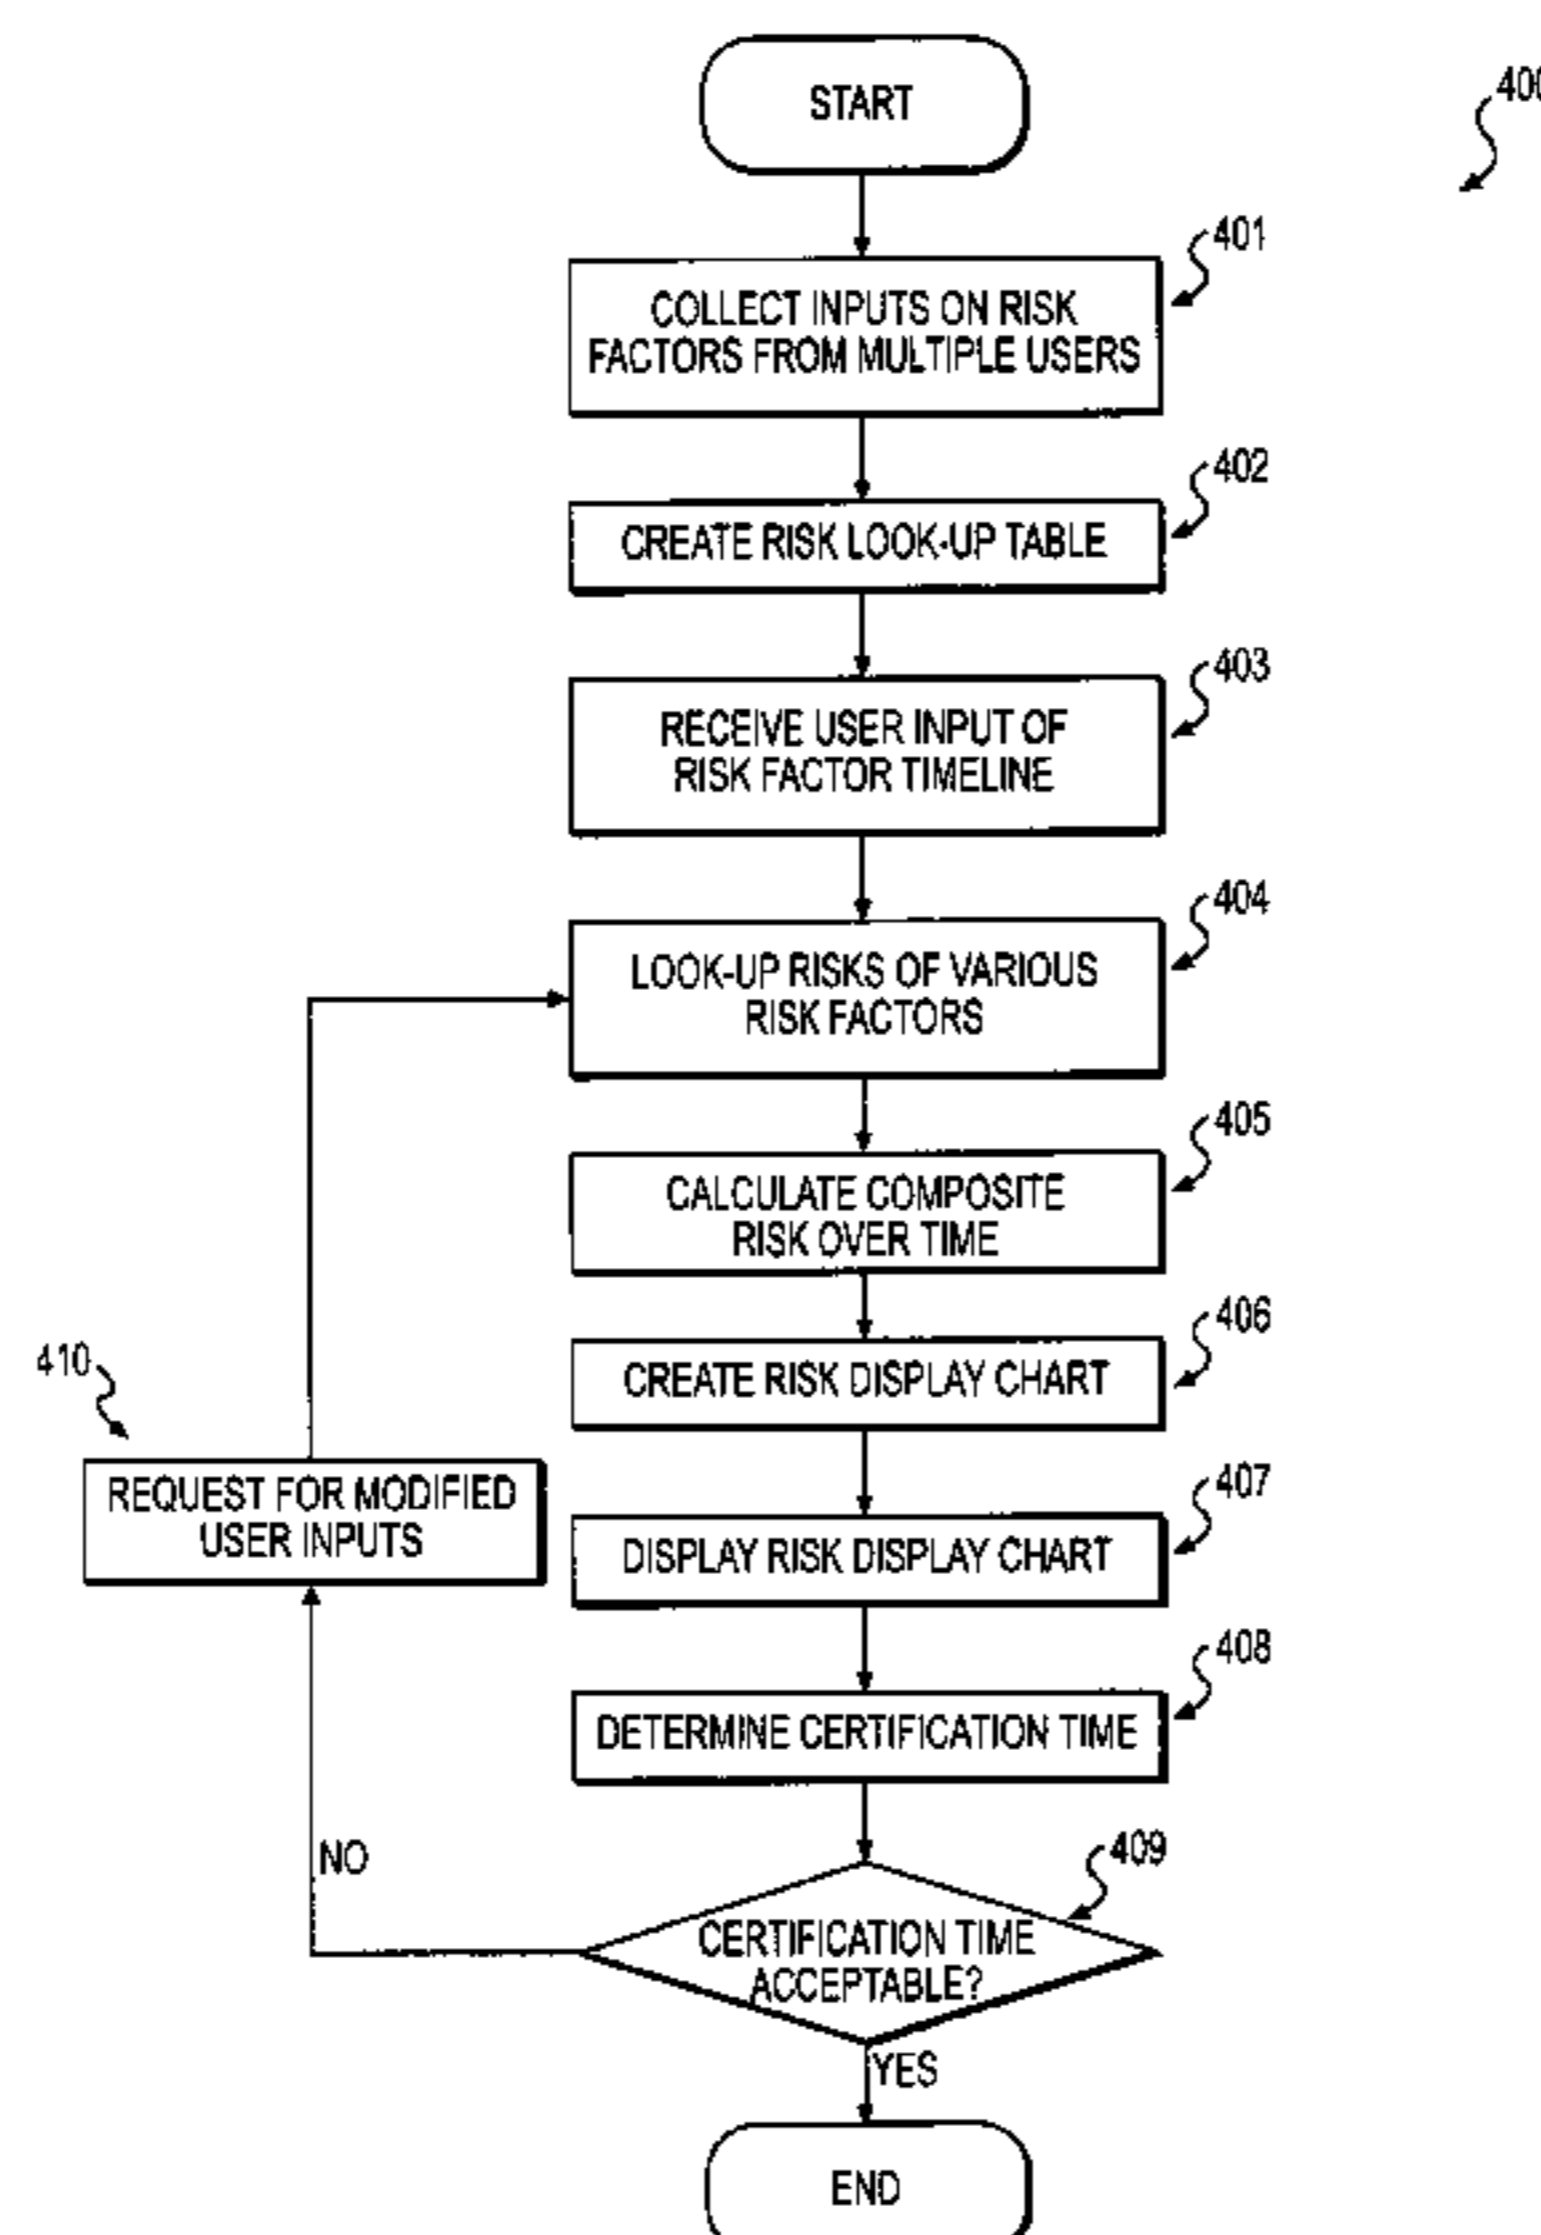 START
400
401
COLLECT INPUTS ON RISK
FACTORS FROM MULTIPLE USERS
402
CREATE RISK LOOK-UP TABLE
403
RECEIVE USER INPUT OF
RISK FACTOR TIMELINE
404
LOOK-UP RISKS OF VARIOUS
RISK FACTORS
405
CALCULATE COMPOSITE
RISK OVER TIME
406
CREATE RISK DISPLAY CHART
410
REQUEST FOR MODIFIED
USER INPUTS
407
DISPLAY RISK DISPLAY CHART
408
DETERMINE CERTIFICATION TIME
409
NO
CERTIFICATION TIME
ACCEPTABLE?
YES
END